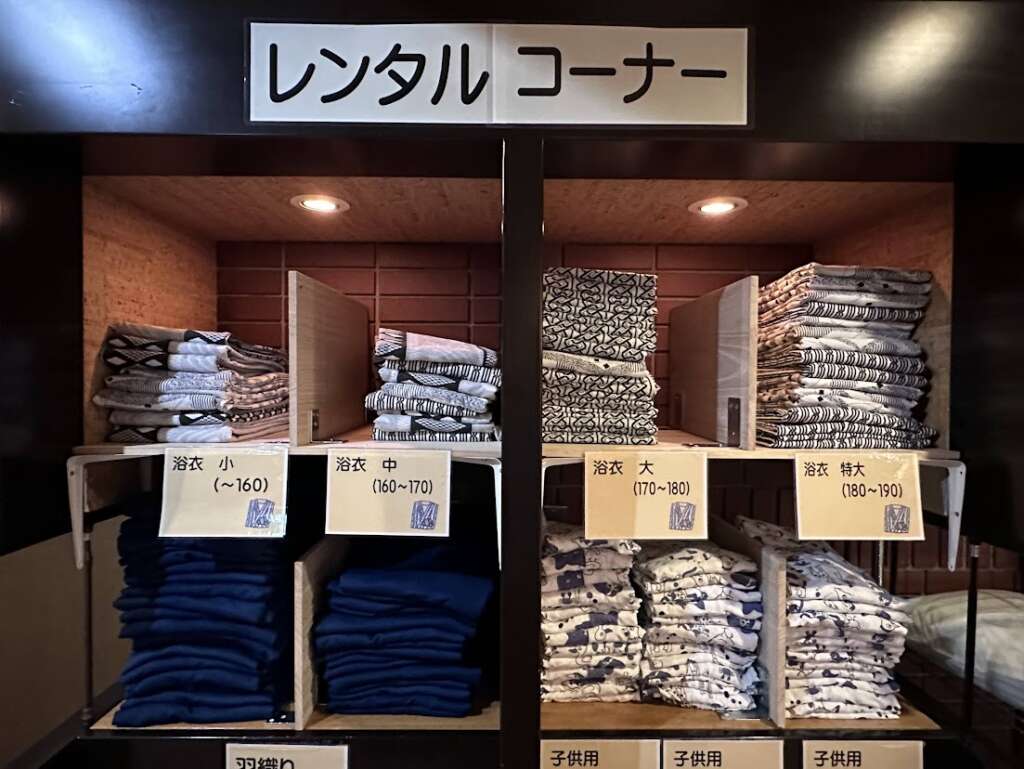 レンタル コーナー
浴衣 小
(～160)
浴衣 中
(160～170)
浴衣 大
(170～180)
浴衣 特大
(180～190)
羽織り
子供用
子供用
子供用